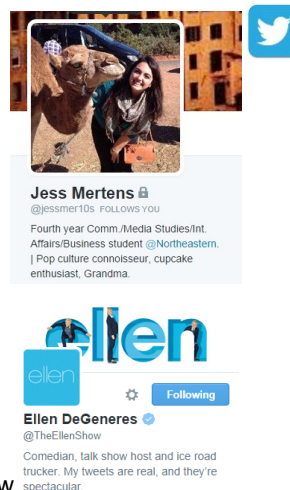 Jess Mertens
@jessmer10s FOLLOWS YOU
Fourth year Comm./Media Studies/Int.
Affairs/Business student @Northeastern.
| Pop culture connoisseur, cupcake
enthusiast, Grandma.
ellen
ellen
Following
Ellen DeGeneres
@TheEllenShow
Comedian, talk show host and ice road
trucker. My tweets are real, and they're
w spectacular.